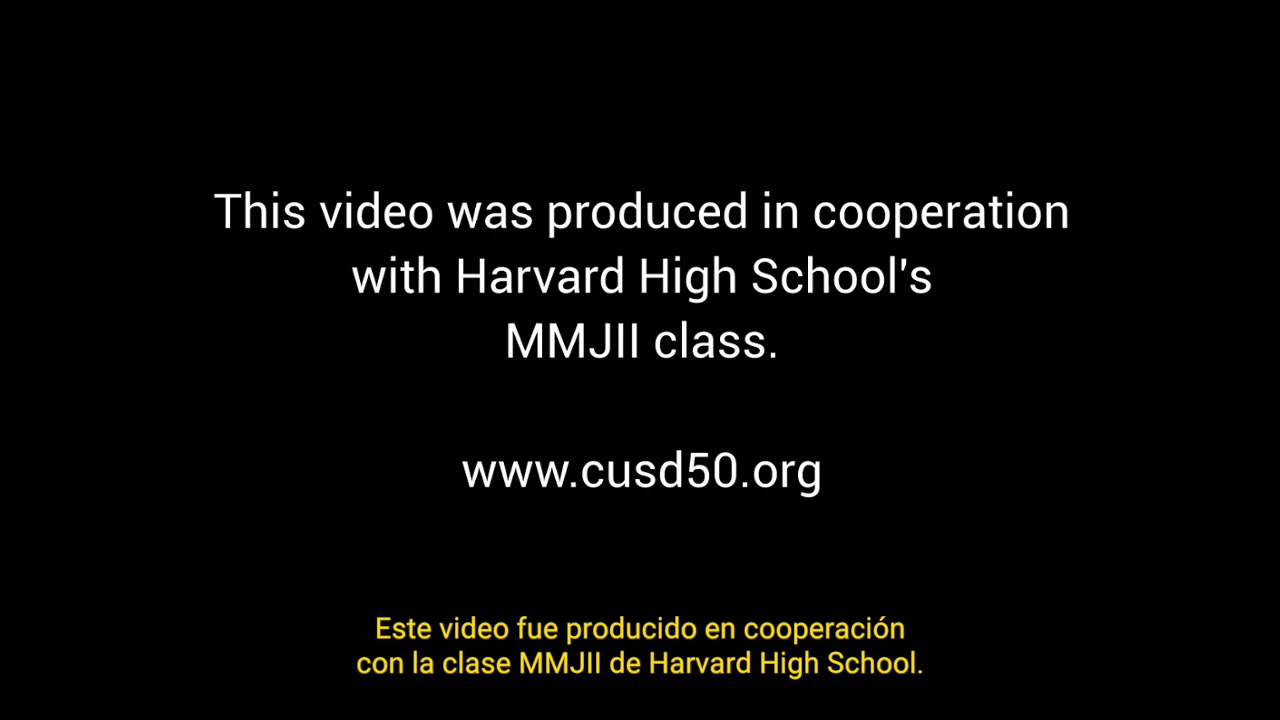 This video was produced in cooperation
with Harvard High School's
MMJII class.
www.cusd50.org
Este video fue producido en cooperación
con la clase MMJII de Harvard High School.